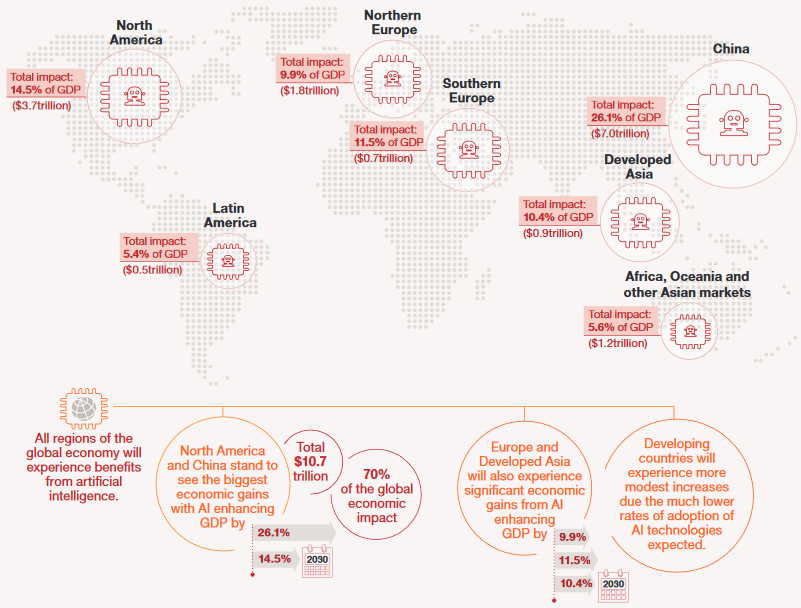 North
America
Total impact:
14.5% of GDP
($3.7trillion)
Northern
Europe
Total impact:
9.9% of GDP
($1.8trillion)
Southern
Europe
Total impact:
11.5% of GDP
($0.7trillion)
China
Total impact:
26.1% of GDP
($7.0trillion)
Developed
Asia
Total impact:
10.4% of GDP
($0.9trillion)
Latin
America
Total impact:
5.4% of GDP
($0.5trillion)
Africa, Oceania and
other Asian markets
Total impact:
5.6% of GDP
($1.2trillion)
All regions of the
global economy will
experience benefits
from artificial
intelligence.
North America
and China stand to
see the biggest
economic gains
with AI enhancing
GDP by
26.1%
14.5%
2030
Total
$10.7
trillion
70%
of the global
economic
impact
Europe and
Developed Asia
will also experience
significant economic
gains from AI
enhancing
GDP by
9.9%
11.5%
10.4%
2030
Developing
countries will
experience more
modest increases
due the much lower
rates of adoption of
AI technologies
expected.